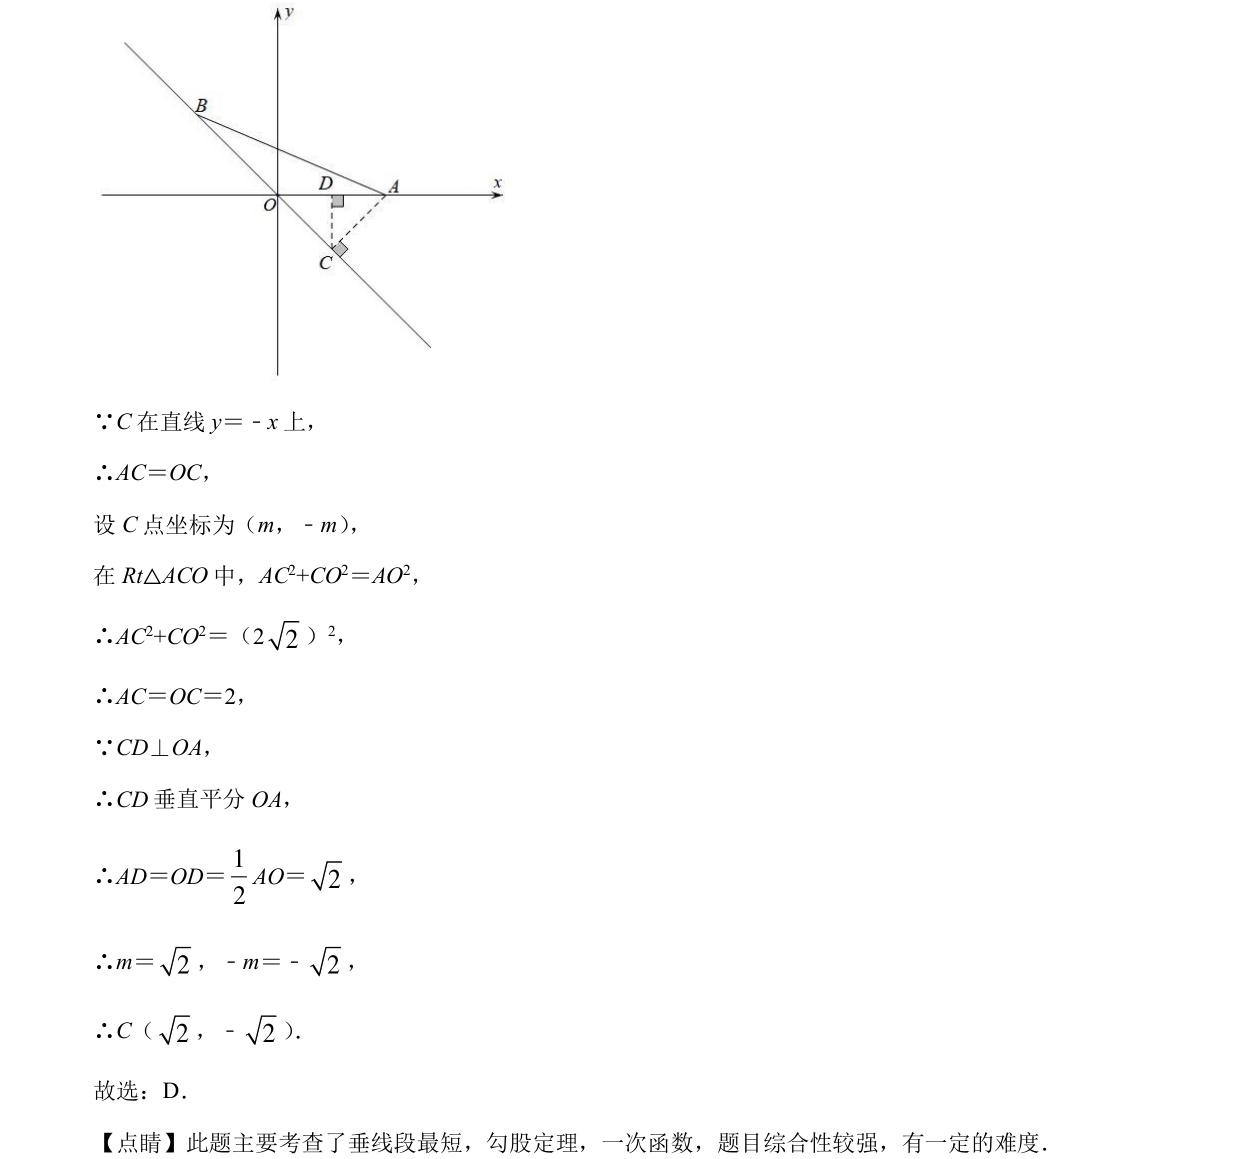 y
B
D
A
x
O
C
∵C在直线y＝﹣x上，
∴AC＝OC，
设C点坐标为（m，﹣m），
在Rt△ACO中，AC²+CO²＝AO²，
∴AC²+CO²＝（2√2）²，
∴AC＝OC＝2，
∵CD⊥OA，
∴CD垂直平分OA，
∴AD＝OD＝1/2AO＝√2，
∴m＝√2，﹣m＝﹣√2，
∴C（√2，﹣√2）．
故选：D．
【点睛】此题主要考查了垂线段最短，勾股定理，一次函数，题目综合性较强，有一定的难度．